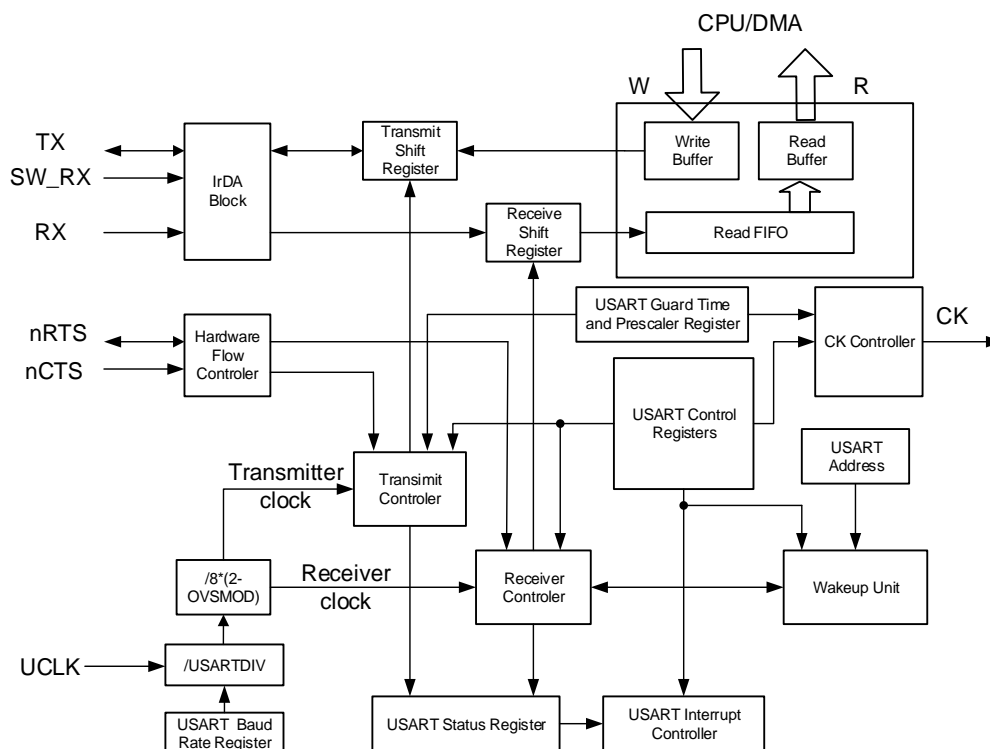 CPU/DMA
W
R
TX
SW_RX
RX
IrDA
Block
Transmit
Shift
Register
Write
Buffer
Read
Buffer
Receive
Shift
Register
Read FIFO
nRTS
nCTS
Hardware
Flow
Controler
USART Guard Time
and Prescaler Register
CK Controller
CK
USART Control
Registers
USART
Address
Transmitter
clock
Transimit
Controler
/8*(2-
OVSMOD)
Receiver
clock
Receiver
Controler
Wakeup Unit
UCLK
/USARTDIV
USART Baud
Rate Register
USART Status Register
USART Interrupt
Controller